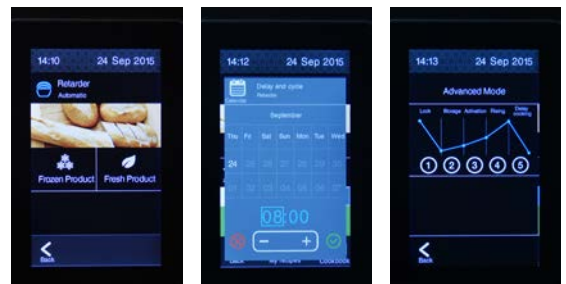 14:10 24 Sep 2015
Retarder
Automatic
Frozen Product Fresh Product
Back
14:12 24 Sep 2015
Delay and cycle
Retarder
Calendar
September
Thu Fri Sat Sun Mon Tue Wed
24
08:00
- +
Back My recipes Cookbook
14:13 24 Sep 2015
Advanced Mode
Lock Storage Activation Rising Delay
cooking
1 2 3 4 5
Back